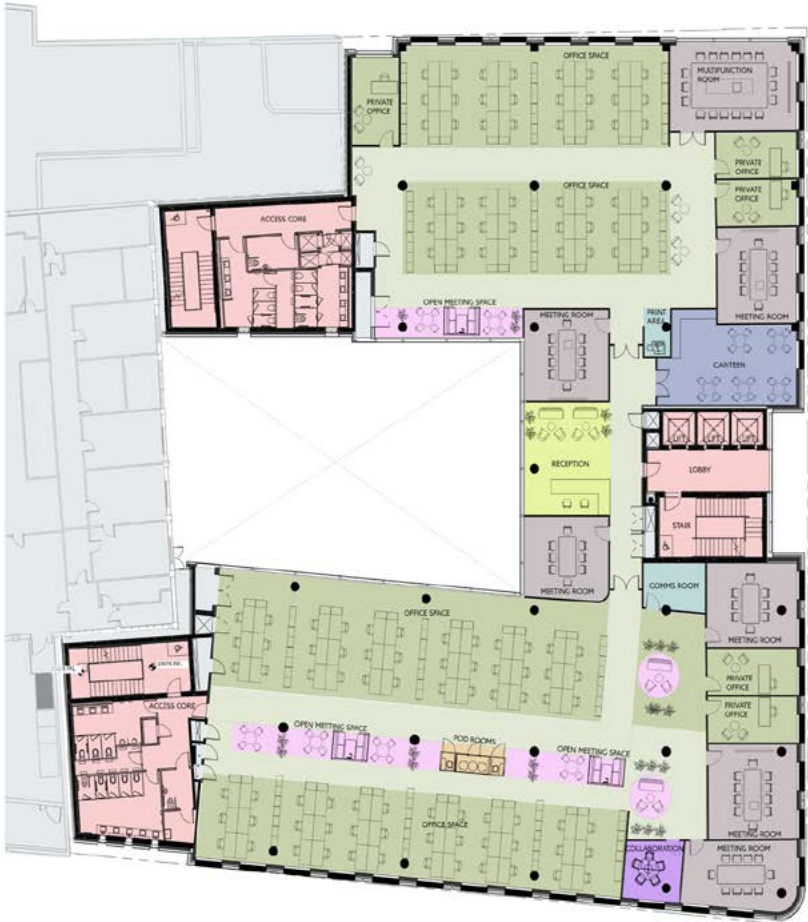 OFFICE SPACE
MULTIFUNCTION
ROOM
PRIVATE
OFFICE
PRIVATE
OFFICE
OFFICE SPACE
PRIVATE
OFFICE
ACCESS CORE
OPEN MEETING SPACE
MEETING ROOM
PRINT
AREA
MEETING ROOM
CANTEEN
LIFT
LIFT
LIFT
RECEPTION
LOBBY
STAIR
MEETING ROOM
COMMS ROOM
OFFICE SPACE
MEETING ROOM
PRIVATE
OFFICE
ACCESS CORE
PRIVATE
OFFICE
OPEN MEETING SPACE
POD ROOMS
OPEN MEETING SPACE
OFFICE SPACE
MEETING ROOM
COLLABORATION
MEETING ROOM